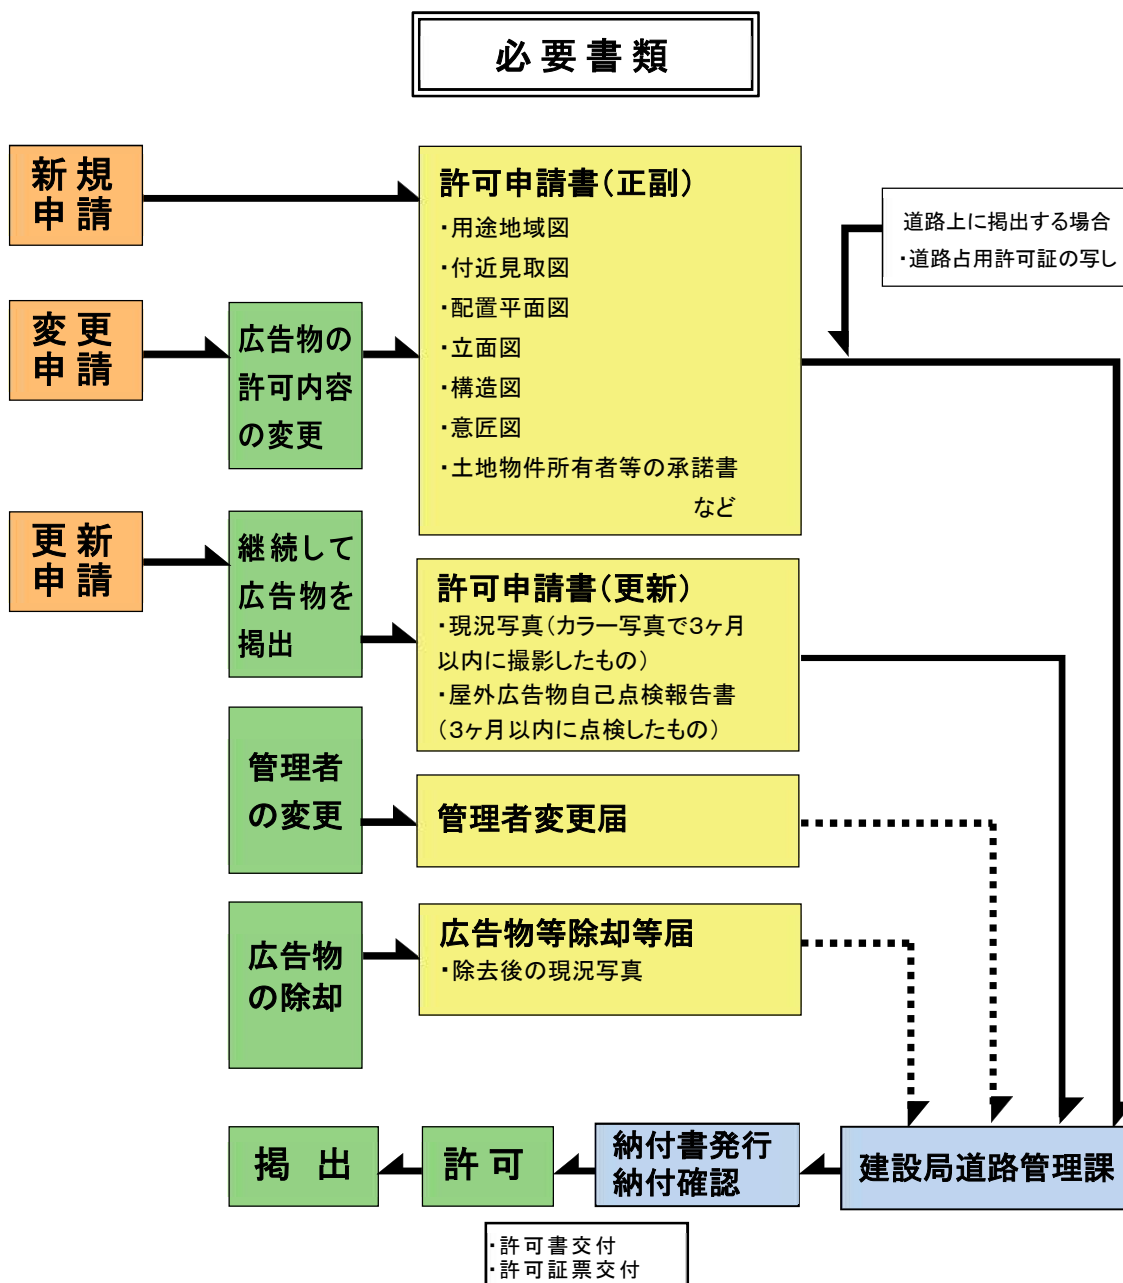 必要書類
新規
申請
許可申請書(正副)
・用途地域図
・付近見取図
・配置平面図
・立面図
・構造図
・意匠図
・土地物件所有者等の承諾書
など
道路上に掲出する場合
・道路占用許可証の写し
変更
申請
広告物の
許可内容
の変更
更新
申請
継続して
広告物を
掲出
許可申請書(更新)
・現況写真(カラー写真で3ヶ月
以内に撮影したもの)
・屋外広告物自己点検報告書
(3ヶ月以内に点検したもの)
管理者
の変更
管理者変更届
広告物
の除却
広告物等除却等届
・除去後の現況写真
掲出
許可
納付書発行
納付確認
建設局道路管理課
・許可書交付
・許可証票交付